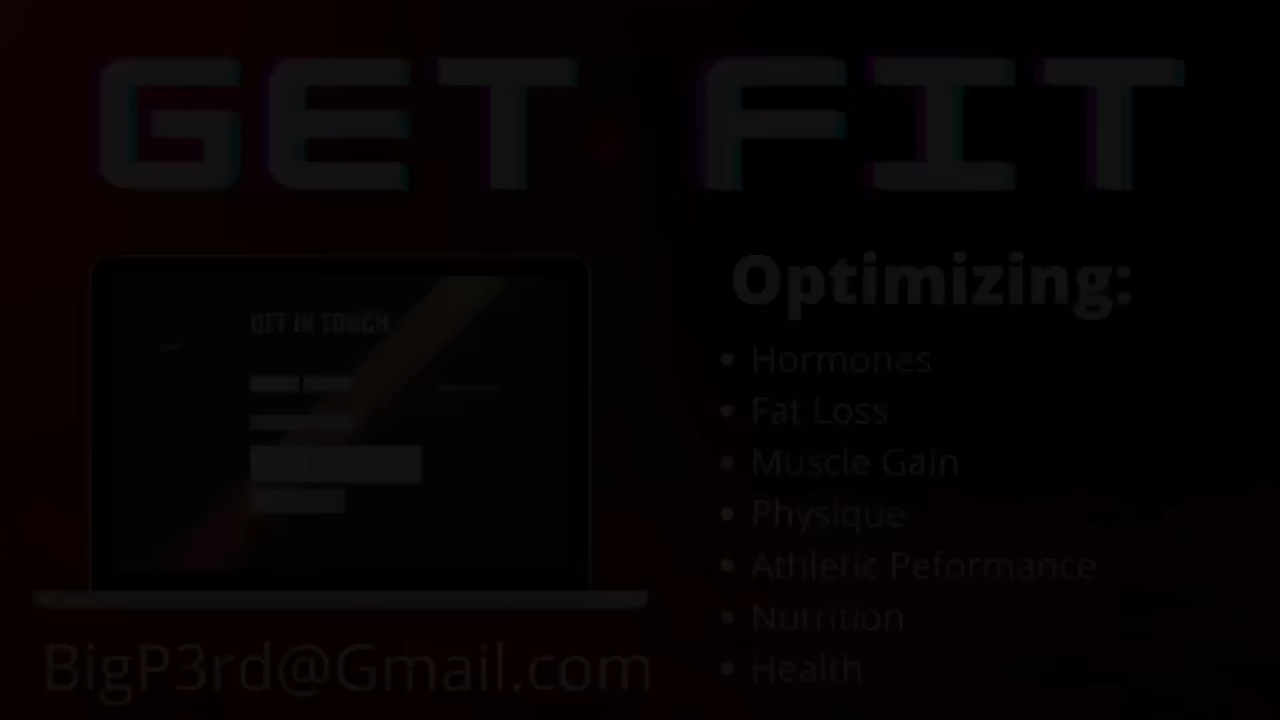 GET FIT
GET IN TOUCH
Optimizing:
• Hormones
• Fat Loss
• Muscle Gain
• Physique
• Athletic Peformance
• Nutrition
• Health
BigP3rd@Gmail.com